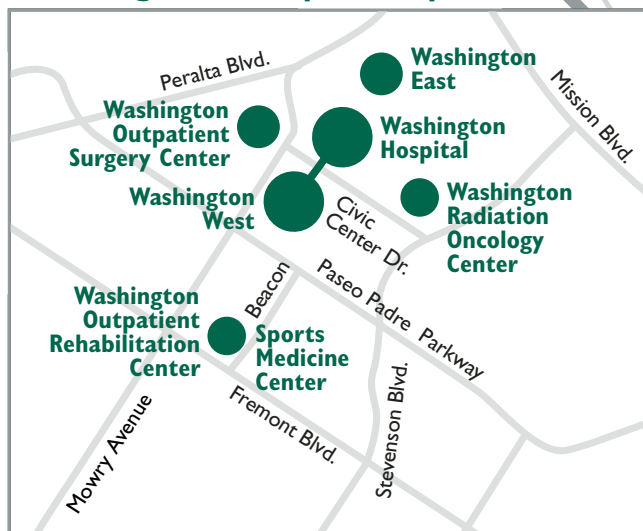 Peralta Blvd.
Washington
East
Mission Blvd.
Washington
Outpatient
Surgery Center
Washington
Hospital
Washington
West
Civic
Center Dr.
Washington
Radiation
Oncology
Center
Beacon
Paseo Padre Parkway
Washington
Outpatient
Rehabilitation
Center
Sports
Medicine
Center
Fremont Blvd.
Stevenson Blvd.
Mowry Avenue